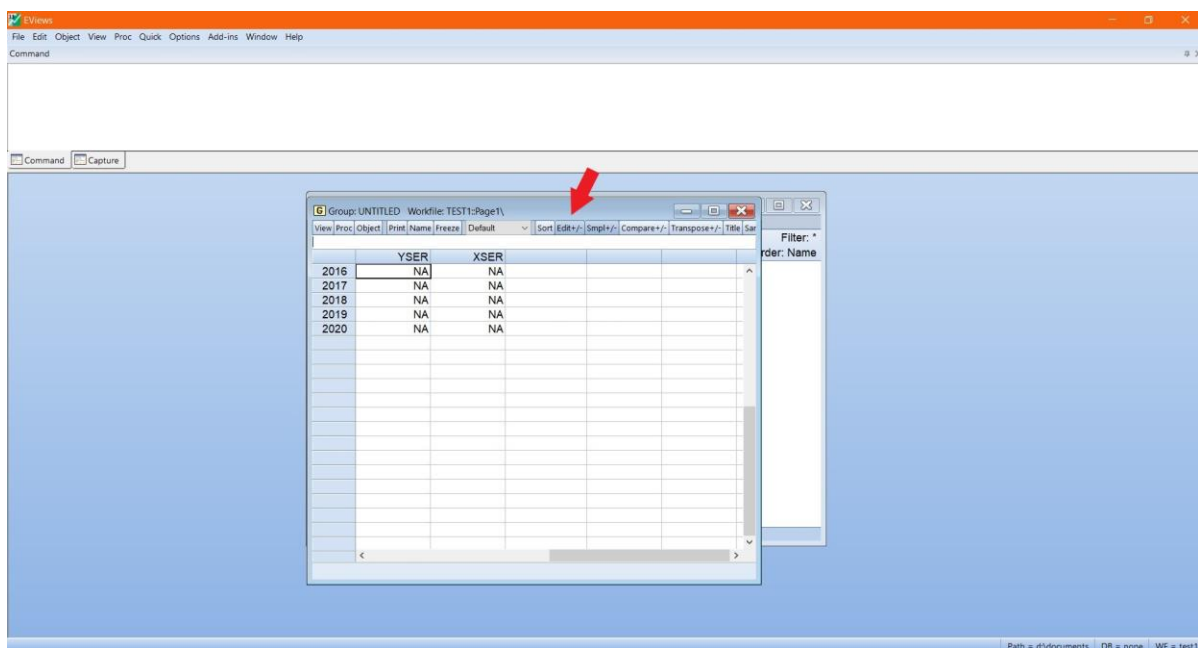 EViews
File Edit Object View Proc Quick Options Add-ins Window Help
Command
Command Capture
Group: UNTITLED Workfile: TEST1::Page1\
View Proc Object Print Name Freeze Default Sort Edit+/- Smpl+/- Compare+/- Transpose+/- Title Sar
Filter: *
rder: Name
YSER XSER
2016 NA NA
2017 NA NA
2018 NA NA
2019 NA NA
2020 NA NA
Path = d:\documents DB = none WF = test1